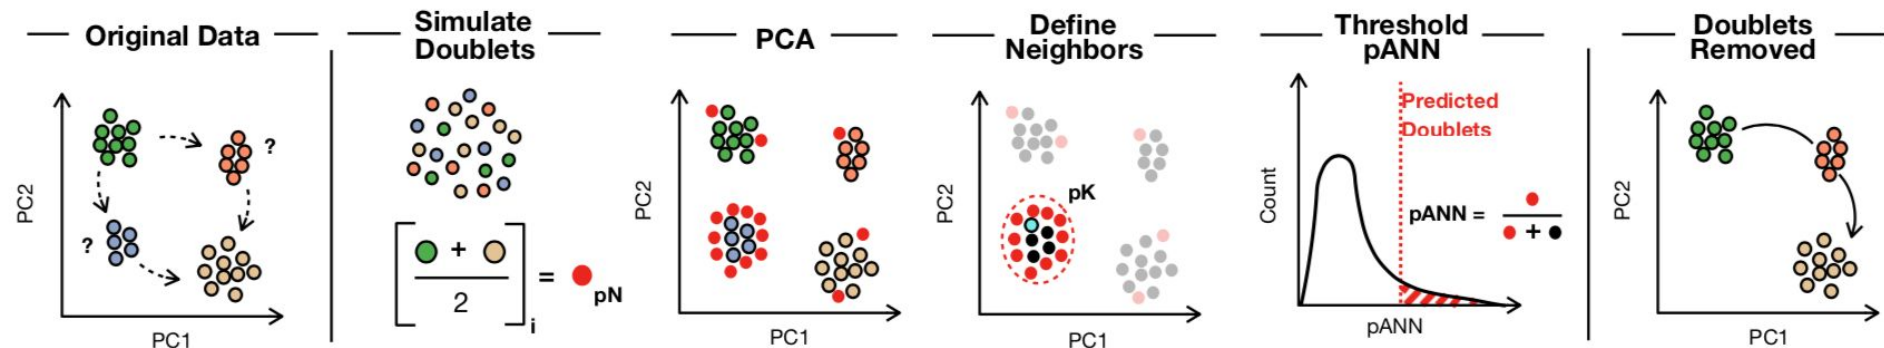 Original Data
PC2
?
?
PC1
Simulate
Doublets
+
2
i
=
pN
PCA
PC2
PC1
Define
Neighbors
PC2
pK
PC1
Threshold
pANN
Count
Predicted
Doublets
pANN =
+
pANN
Doublets
Removed
PC2
PC1